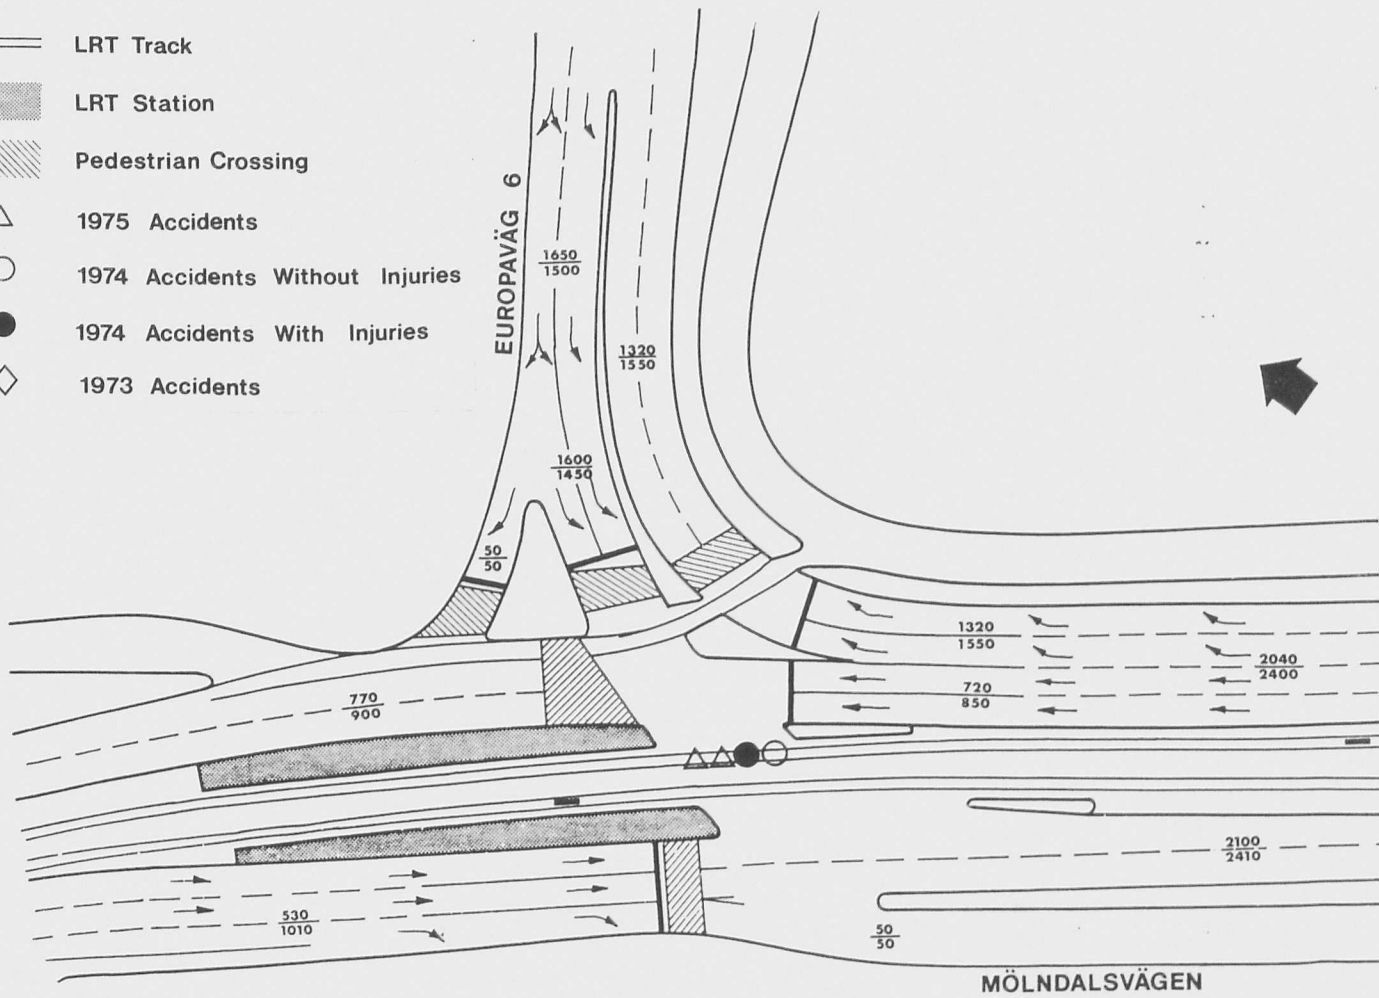 LRT Track
LRT Station
Pedestrian Crossing
1975 Accidents
1974 Accidents Without Injuries
1974 Accidents With Injuries
1973 Accidents
EUROPAVÄG 6
1650
1500
1320
1550
1600
1450
50
50
1320
1550
2040
2400
720
850
770
900
2100
2410
530
1010
50
50
MÖLNDALSVÄGEN